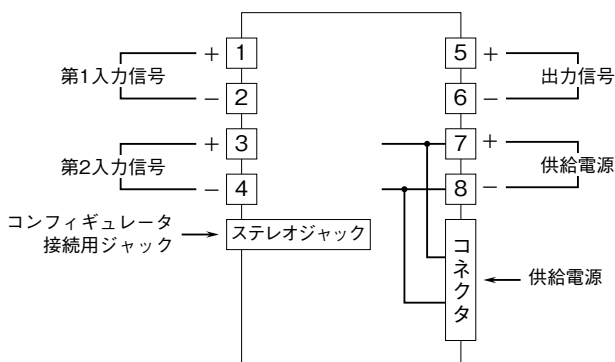 第1入力信号
+ 1
− 2
第2入力信号
+ 3
− 4
コンフィギュレータ
接続用ジャック
ステレオジャック
5 +
6 −
出力信号
7 +
8 −
供給電源
コネクタ
供給電源